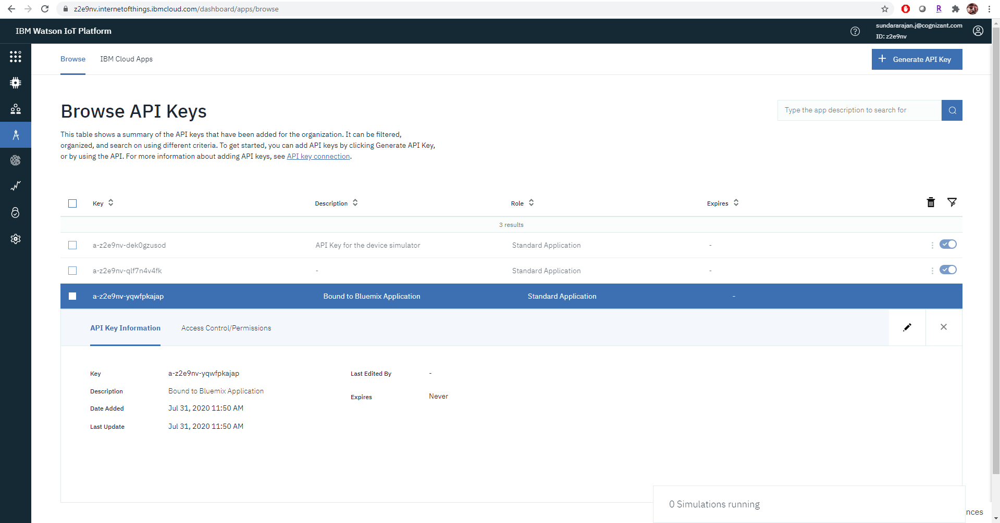 z2e9nv.internetofthings.ibmcloud.com/dashboard/apps/browse
IBM Watson IoT Platform
sundararajan.j@cognizant.com
ID: z2e9nv
Browse
IBM Cloud Apps
Generate API Key
Browse API Keys
Type the app description to search for
This table shows a summary of the API keys that have been added for the organization. It can be filtered,
organized, and search on using different criteria. To get started, you can add API keys by clicking Generate API Key,
or by using the API. For more information about adding API keys, see API key connection.
Key Description Role Expires
3 results
a-z2e9nv-dek0gzusod API Key for the device simulator Standard Application -
a-z2e9nv-qlf7n4v4fk - Standard Application -
a-z2e9nv-yqwfpkajap Bound to Bluemix Application Standard Application -
API Key Information Access Control/Permissions
Key a-z2e9nv-yqwfpkajap
Description Bound to Bluemix Application
Date Added Jul 31, 2020 11:50 AM
Last Update Jul 31, 2020 11:50 AM
Last Edited By -
Expires Never
0 Simulations running
nces